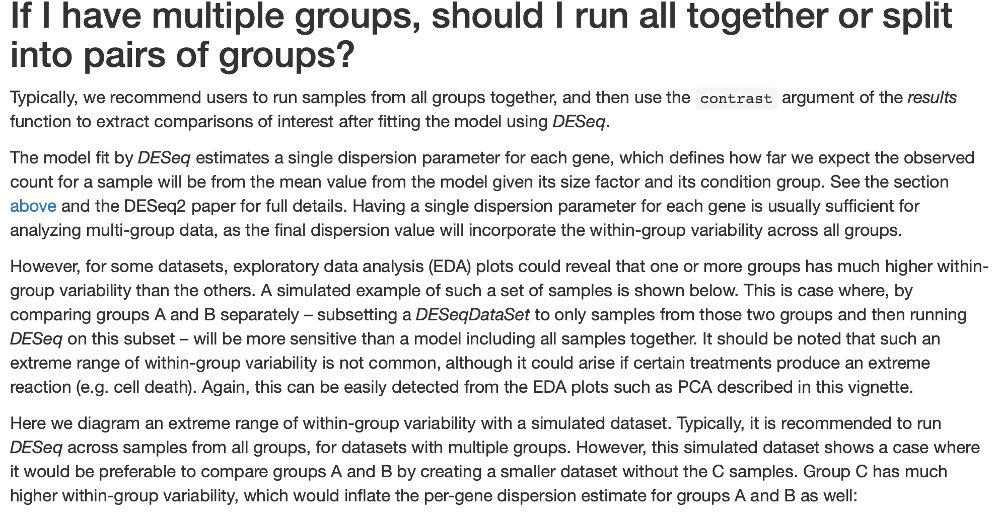 If I have multiple groups, should I run all together or split
into pairs of groups?
Typically, we recommend users to run samples from all groups together, and then use the contrast argument of the results
function to extract comparisons of interest after fitting the model using DESeq.
The model fit by DESeq estimates a single dispersion parameter for each gene, which defines how far we expect the observed
count for a sample will be from the mean value from the model given its size factor and its condition group. See the section
above and the DESeq2 paper for full details. Having a single dispersion parameter for each gene is usually sufficient for
analyzing multi-group data, as the final dispersion value will incorporate the within-group variability across all groups.
However, for some datasets, exploratory data analysis (EDA) plots could reveal that one or more groups has much higher within-
group variability than the others. A simulated example of such a set of samples is shown below. This is case where, by
comparing groups A and B separately – subsetting a DESeqDataSet to only samples from those two groups and then running
DESeq on this subset – will be more sensitive than a model including all samples together. It should be noted that such an
extreme range of within-group variability is not common, although it could arise if certain treatments produce an extreme
reaction (e.g. cell death). Again, this can be easily detected from the EDA plots such as PCA described in this vignette.
Here we diagram an extreme range of within-group variability with a simulated dataset. Typically, it is recommended to run
DESeq across samples from all groups, for datasets with multiple groups. However, this simulated dataset shows a case where
it would be preferable to compare groups A and B by creating a smaller dataset without the C samples. Group C has much
higher within-group variability, which would inflate the per-gene dispersion estimate for groups A and B as well: